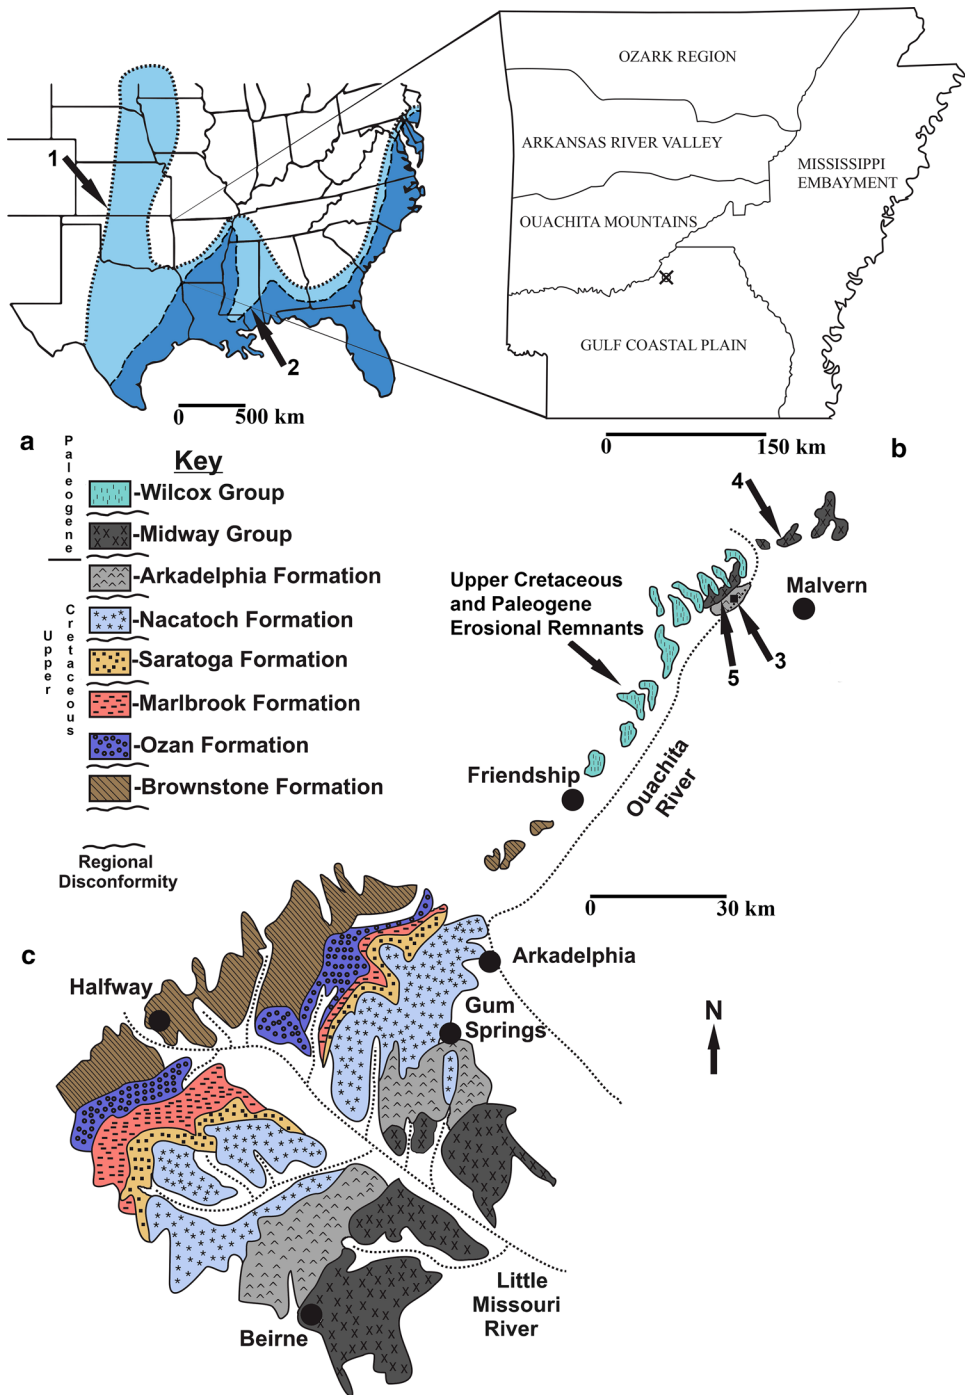 1
2
0 500 km
OZARK REGION
ARKANSAS RIVER VALLEY
MISSISSIPPI
EMBAYMENT
OUACHITA MOUNTAINS
GULF COASTAL PLAIN
0 150 km
a
b
Paleogene
Upper
Cretaceous
Key
-Wilcox Group
-Midway Group
-Arkadelphia Formation
-Nacatoch Formation
-Saratoga Formation
-Marlbrook Formation
-Ozan Formation
-Brownstone Formation
Regional
Disconformity
4
Upper Cretaceous
and Paleogene
Erosional Remnants
Malvern
5
3
Friendship
Ouachita
River
0 30 km
c
Arkadelphia
Halfway
Gum
Springs
N
Little
Missouri
River
Beirne